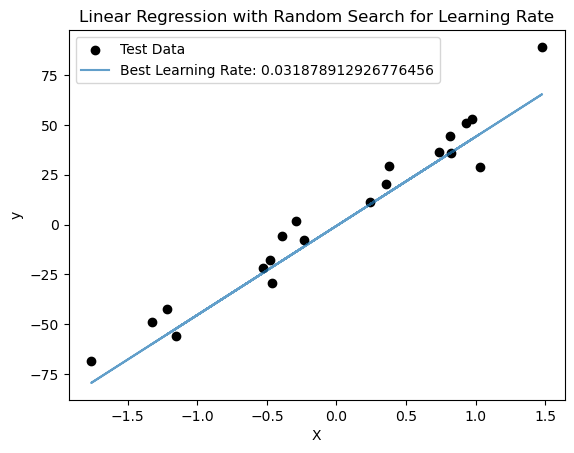 Linear Regression with Random Search for Learning Rate
Test Data
Best Learning Rate: 0.031878912926776456
75
50
25
0
−25
−50
−75
y
−1.5 −1.0 −0.5 0.0 0.5 1.0 1.5
X